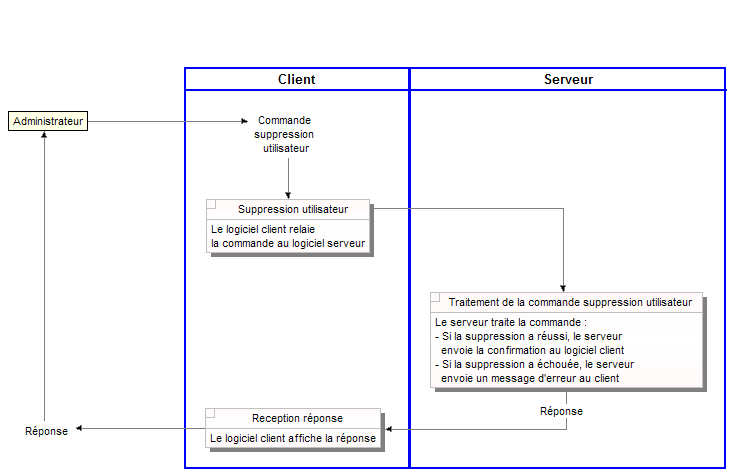 Client
Serveur
Administrateur
Commande
suppression
utilisateur
Suppression utilisateur
Le logiciel client relaie
la commande au logiciel serveur
Traitement de la commande suppression utilisateur
Le serveur traite la commande :
- Si la suppression a réussi, le serveur
envoie la confirmation au logiciel client
- Si la suppression a échouée, le serveur
envoie un message d'erreur au client
Réponse
Reception réponse
Le logiciel client affiche la réponse
Réponse